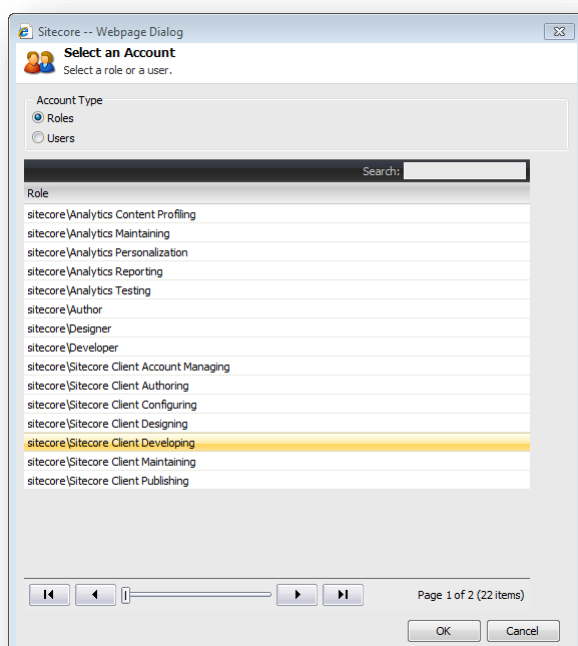 Sitecore -- Webpage Dialog
Select an Account
Select a role or a user.
Account Type
Roles
Users
Search:
Role
sitecore\Analytics Content Profiling
sitecore\Analytics Maintaining
sitecore\Analytics Personalization
sitecore\Analytics Reporting
sitecore\Analytics Testing
sitecore\Author
sitecore\Designer
sitecore\Developer
sitecore\Sitecore Client Account Managing
sitecore\Sitecore Client Authoring
sitecore\Sitecore Client Configuring
sitecore\Sitecore Client Designing
sitecore\Sitecore Client Developing
sitecore\Sitecore Client Maintaining
sitecore\Sitecore Client Publishing
Page 1 of 2 (22 items)
OK Cancel